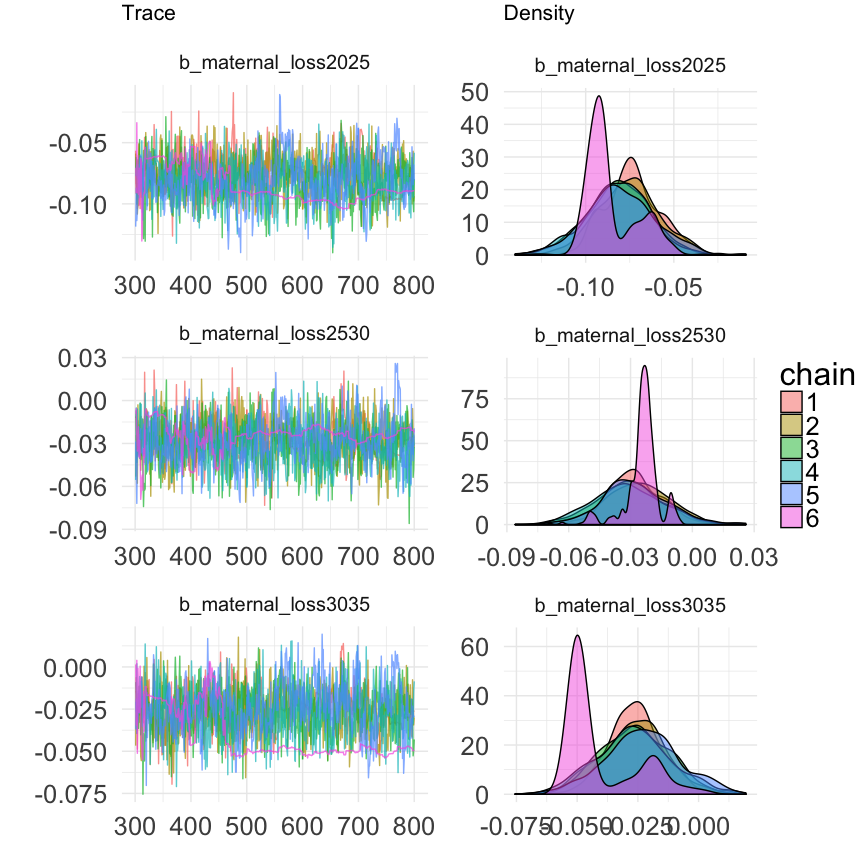 Trace
Density
b_maternal_loss2025
-0.05
-0.10
300 400 500 600 700 800
b_maternal_loss2025
50
40
30
20
10
0
-0.10 -0.05
b_maternal_loss2530
0.03
0.00
-0.03
-0.06
-0.09
300 400 500 600 700 800
b_maternal_loss2530
75
50
25
0
-0.09 -0.06 -0.03 0.00 0.03
b_maternal_loss3035
0.000
-0.025
-0.050
-0.075
300 400 500 600 700 800
b_maternal_loss3035
60
40
20
0
-0.075 -0.050 -0.025 0.000
chain
1
2
3
4
5
6